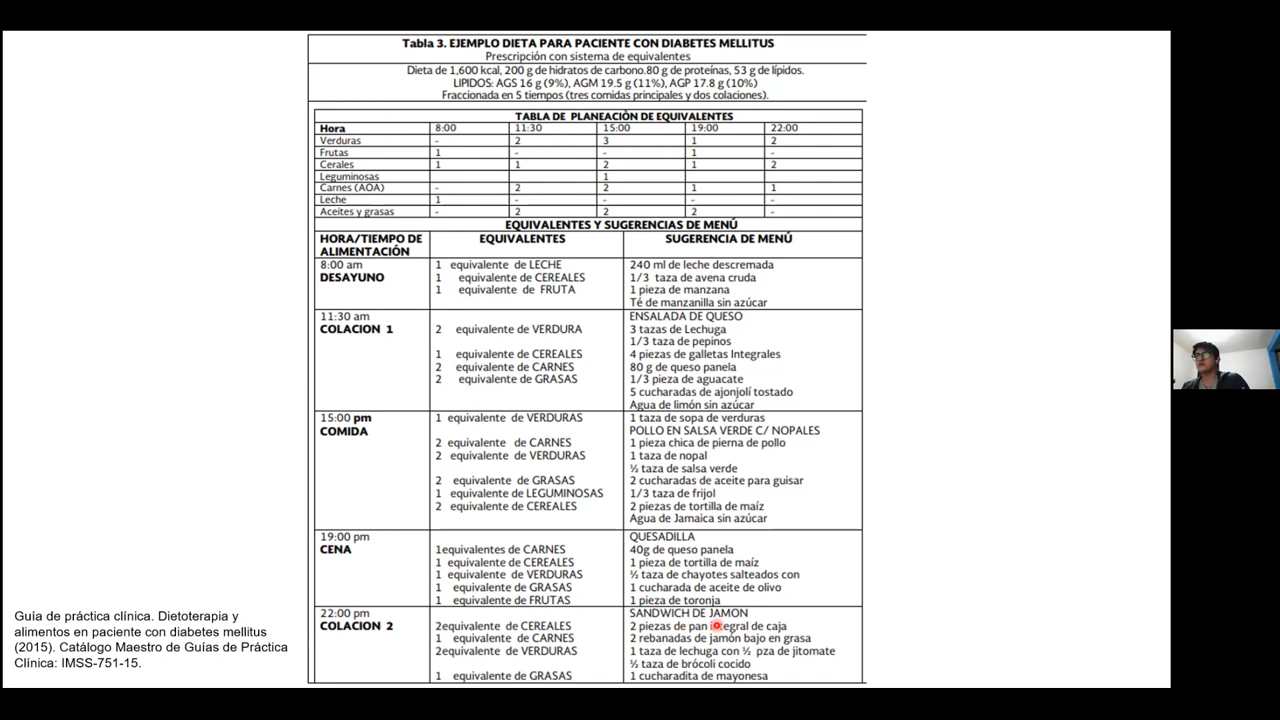 Tabla 3. EJEMPLO DIETA PARA PACIENTE CON DIABETES MELLITUS
Prescripción con sistema de equivalentes
Dieta de 1,600 kcal, 200 g de hidratos de carbono.80 g de proteínas, 53 g de lípidos.
LIPIDOS: AGS 16 g (9%), AGM 19.5 g (11%), AGP 17.8 g (10%)
Fraccionada en 5 tiempos (tres comidas principales y dos colaciones).
TABLA DE PLANEACIÒN DE EQUIVALENTES
Hora 8:00 11:30 15:00 19:00 22:00
Verduras - 2 3 1 2
Frutas 1 - - 1 -
Cerales 1 1 2 1 2
Leguminosas 1
Carnes (AOA) - 2 2 1 1
Leche 1 - - - -
Aceites y grasas - 2 2 2 -
EQUIVALENTES Y SUGERENCIAS DE MENÚ
HORA/TIEMPO DE ALIMENTACIÓN EQUIVALENTES SUGERENCIA DE MENÚ
8:00 am 1 equivalente de LECHE 240 ml de leche descremada
DESAYUNO 1 equivalente de CEREALES 1/3 taza de avena cruda
1 equivalente de FRUTA 1 pieza de manzana
Té de manzanilla sin azúcar
11:30 am ENSALADA DE QUESO
COLACION 1 2 equivalente de VERDURA 3 tazas de Lechuga
1/3 taza de pepinos
1 equivalente de CEREALES 4 piezas de galletas Integrales
2 equivalente de CARNES 80 g de queso panela
2 equivalente de GRASAS 1/3 pieza de aguacate
5 cucharadas de ajonjolí tostado
Agua de limón sin azúcar
15:00 pm 1 equivalente de VERDURAS 1 taza de sopa de verduras
COMIDA POLLO EN SALSA VERDE C/ NOPALES
2 equivalente de CARNES 1 pieza chica de pierna de pollo
2 equivalente de VERDURAS 1 taza de nopal
½ taza de salsa verde
2 equivalente de GRASAS 2 cucharadas de aceite para guisar
1 equivalente de LEGUMINOSAS 1/3 taza de frijol
2 equivalente de CEREALES 2 piezas de tortilla de maíz
Agua de Jamaica sin azúcar
19:00 pm QUESADILLA
CENA 1equivalentes de CARNES 40g de queso panela
1 equivalente de CEREALES 1 pieza de tortilla de maíz
1 equivalente de VERDURAS ½ taza de chayotes salteados con
1 equivalente de GRASAS 1 cucharada de aceite de olivo
1 equivalente de FRUTAS 1 pieza de toronja
22:00 pm SANDWICH DE JAMON
COLACION 2 2equivalente de CEREALES 2 piezas de pan integral de caja
1 equivalente de CARNES 2 rebanadas de jamón bajo en grasa
2equivalente de VERDURAS 1 taza de lechuga con ½ pza de jitomate
½ taza de brócoli cocido
1 equivalente de GRASAS 1 cucharadita de mayonesa
Guía de práctica clínica. Dietoterapia y
alimentos en paciente con diabetes mellitus
(2015). Catálogo Maestro de Guías de Práctica
Clínica: IMSS-751-15.